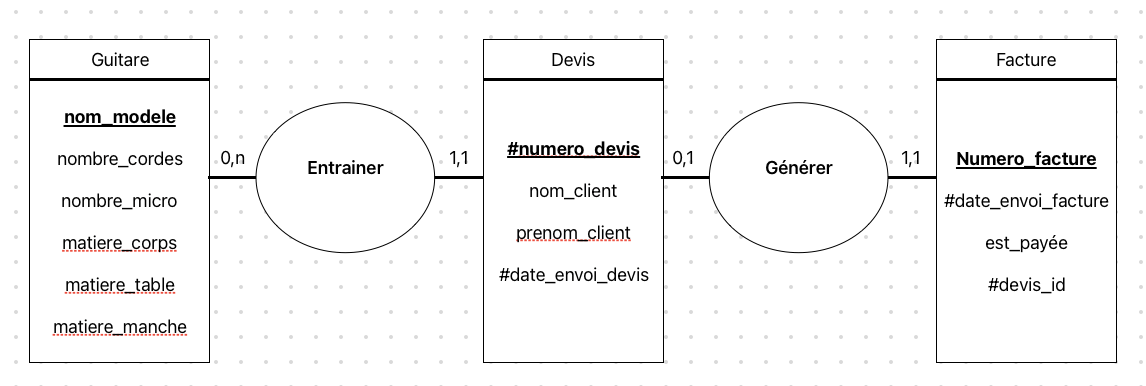 Guitare
nom_modele
nombre_cordes
nombre_micro
matiere_corps
matiere_table
matiere_manche
0,n
Entrainer
1,1
Devis
#numero_devis
nom_client
prenom_client
#date_envoi_devis
0,1
Générer
1,1
Facture
Numero_facture
#date_envoi_facture
est_payée
#devis_id